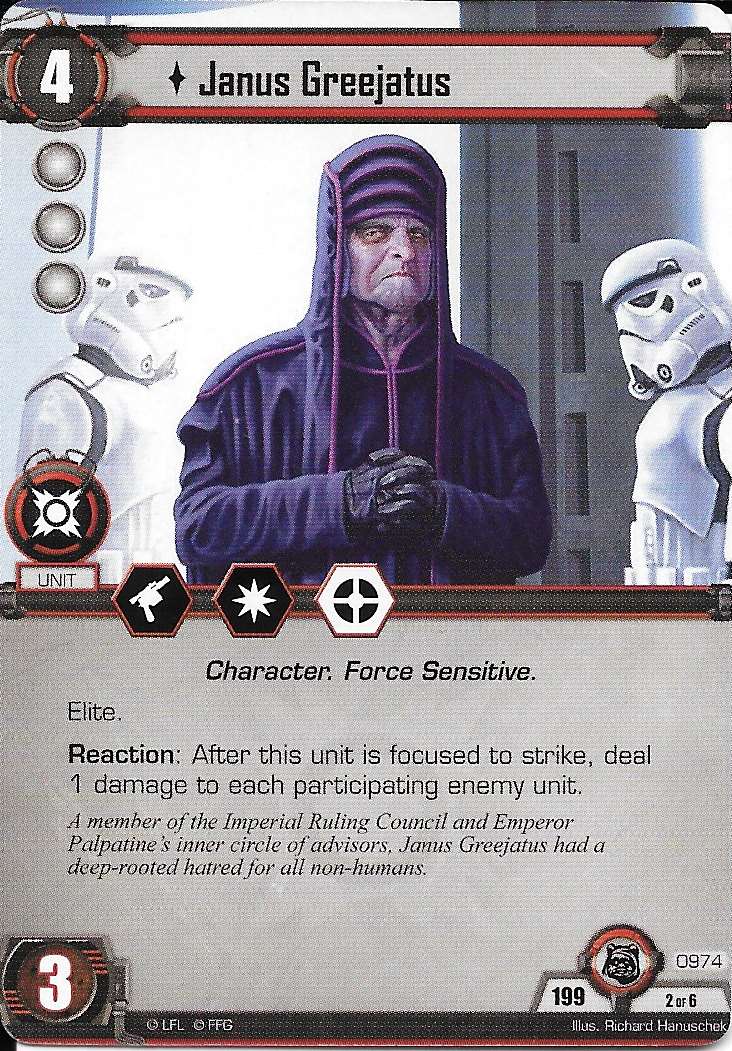 4
Janus Greejatus
UNIT
Character. Force Sensitive.
Elite.
Reaction: After this unit is focused to strike, deal
1 damage to each participating enemy unit.
A member of the Imperial Ruling Council and Emperor
Palpatine's inner circle of advisors, Janus Greejatus had a
deep-rooted hatred for all non-humans.
3
199
0974
2 OF 6
© LFL © FFG
Illus. Richard Hanuschek